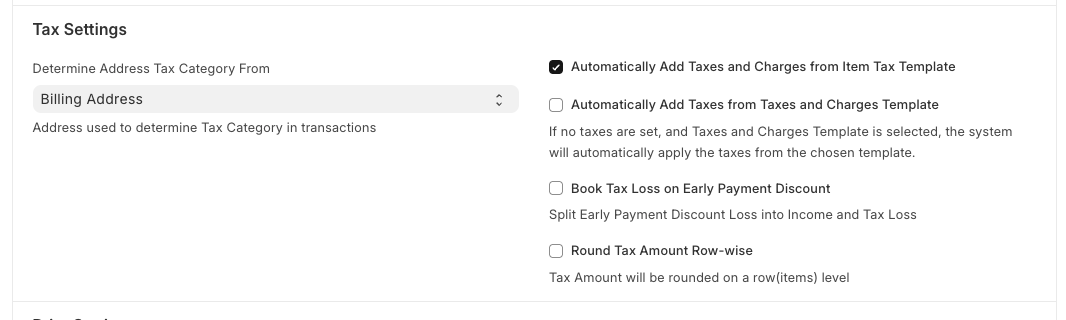 Tax Settings
Determine Address Tax Category From
Billing Address
Address used to determine Tax Category in transactions
Automatically Add Taxes and Charges from Item Tax Template
Automatically Add Taxes from Taxes and Charges Template
If no taxes are set, and Taxes and Charges Template is selected, the system
will automatically apply the taxes from the chosen template.
Book Tax Loss on Early Payment Discount
Split Early Payment Discount Loss into Income and Tax Loss
Round Tax Amount Row-wise
Tax Amount will be rounded on a row(items) level